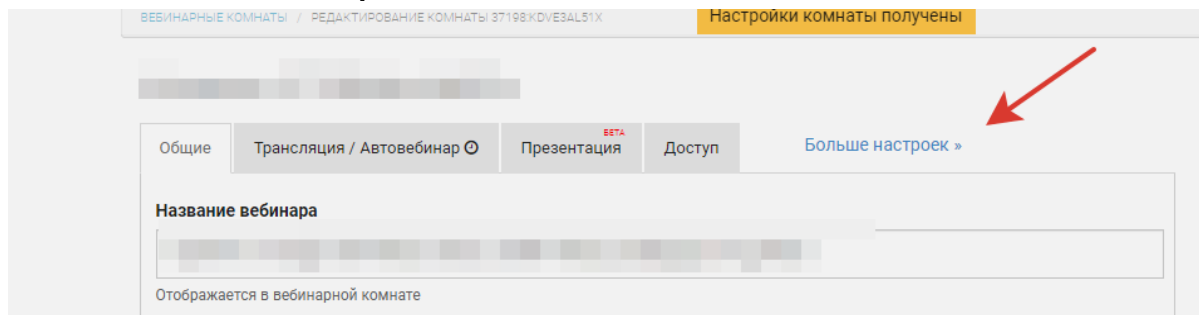 ВЕБИНАРНЫЕ КОМНАТЫ / РЕДАКТИРОВАНИЕ КОМНАТЫ 37198:KDVE3AL51X
Настройки комнаты получены
Общие
Трансляция / Автовебинар
Презентация
БЕТА
Доступ
Больше настроек »
Название вебинара
Отображается в вебинарной комнате